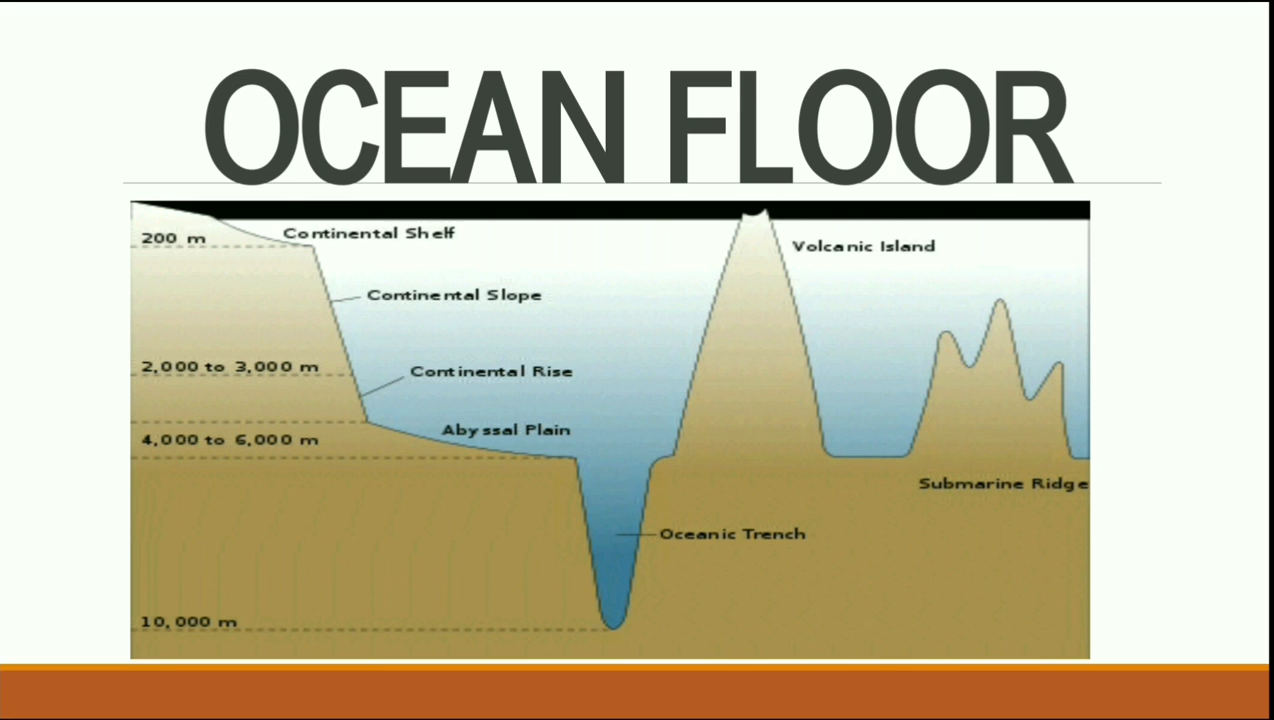 OCEAN FLOOR
Continental Shelf
200 m
Volcanic Island
Continental Slope
2,000 to 3,000 m
Continental Rise
Abyssal Plain
4,000 to 6,000 m
Submarine Ridge
Oceanic Trench
10,000 m